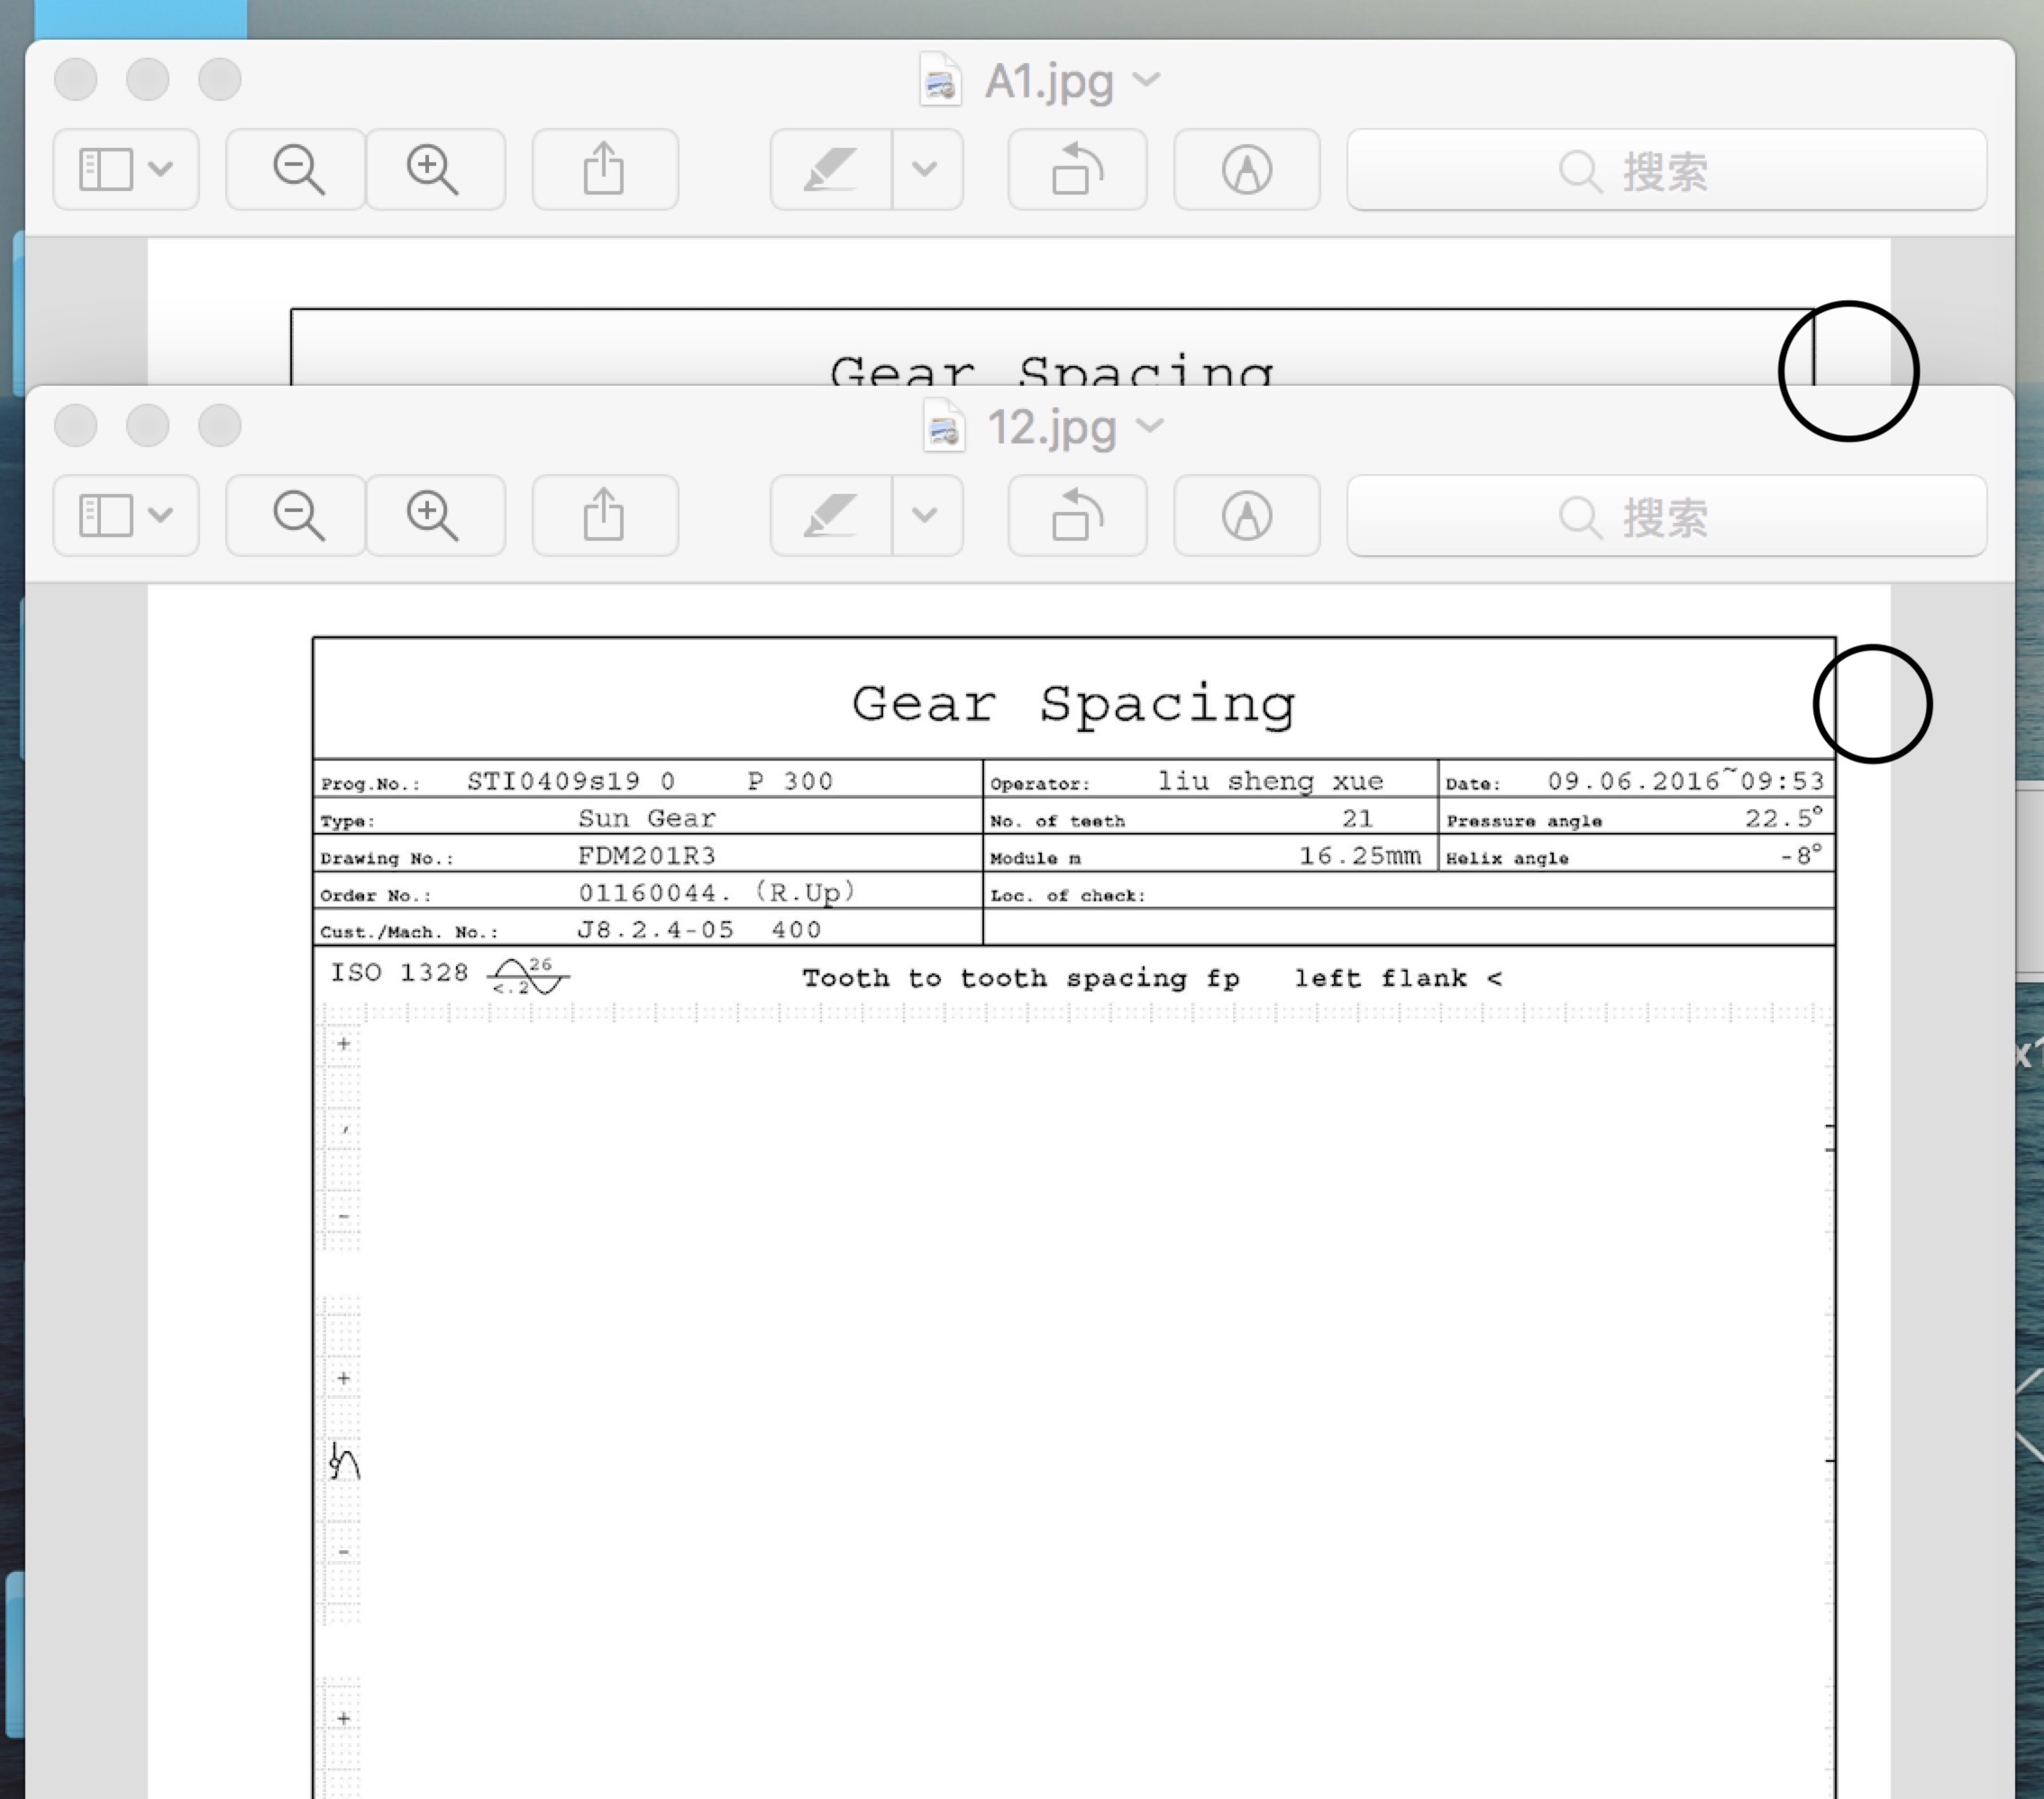 A1.jpg
搜索
Gear Spacing
12.jpg
搜索
Gear Spacing
Prog.No.: STI0409s19 0 P 300 Operator: liu sheng xue Date: 09.06.2016~09:53
Type: Sun Gear No. of teeth 21 Pressure angle 22.5°
Drawing No.: FDM201R3 Module m 16.25mm Helix angle -8°
Order No.: 01160044. (R.Up) Loc. of check:
Cust./Mach. No.: J8.2.4-05 400
ISO 1328 26 <.2 Tooth to tooth spacing fp left flank <
+
-
+
-
+